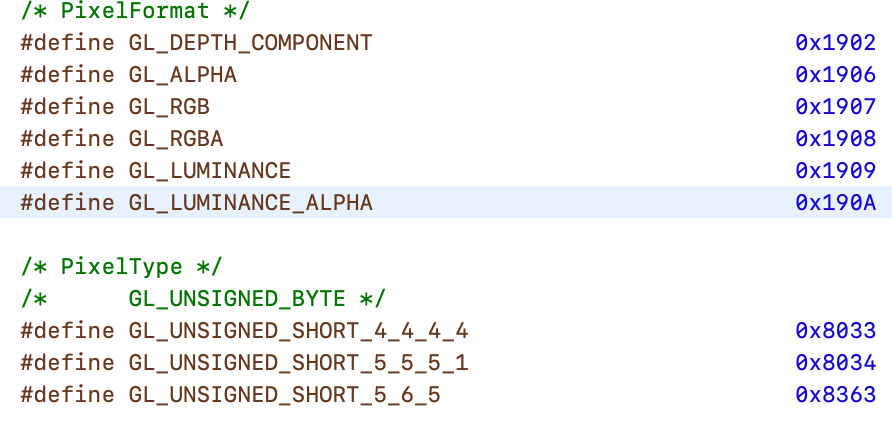 /* PixelFormat */
#define GL_DEPTH_COMPONENT 0x1902
#define GL_ALPHA 0x1906
#define GL_RGB 0x1907
#define GL_RGBA 0x1908
#define GL_LUMINANCE 0x1909
#define GL_LUMINANCE_ALPHA 0x190A

/* PixelType */
/*      GL_UNSIGNED_BYTE */
#define GL_UNSIGNED_SHORT_4_4_4_4 0x8033
#define GL_UNSIGNED_SHORT_5_5_5_1 0x8034
#define GL_UNSIGNED_SHORT_5_6_5 0x8363